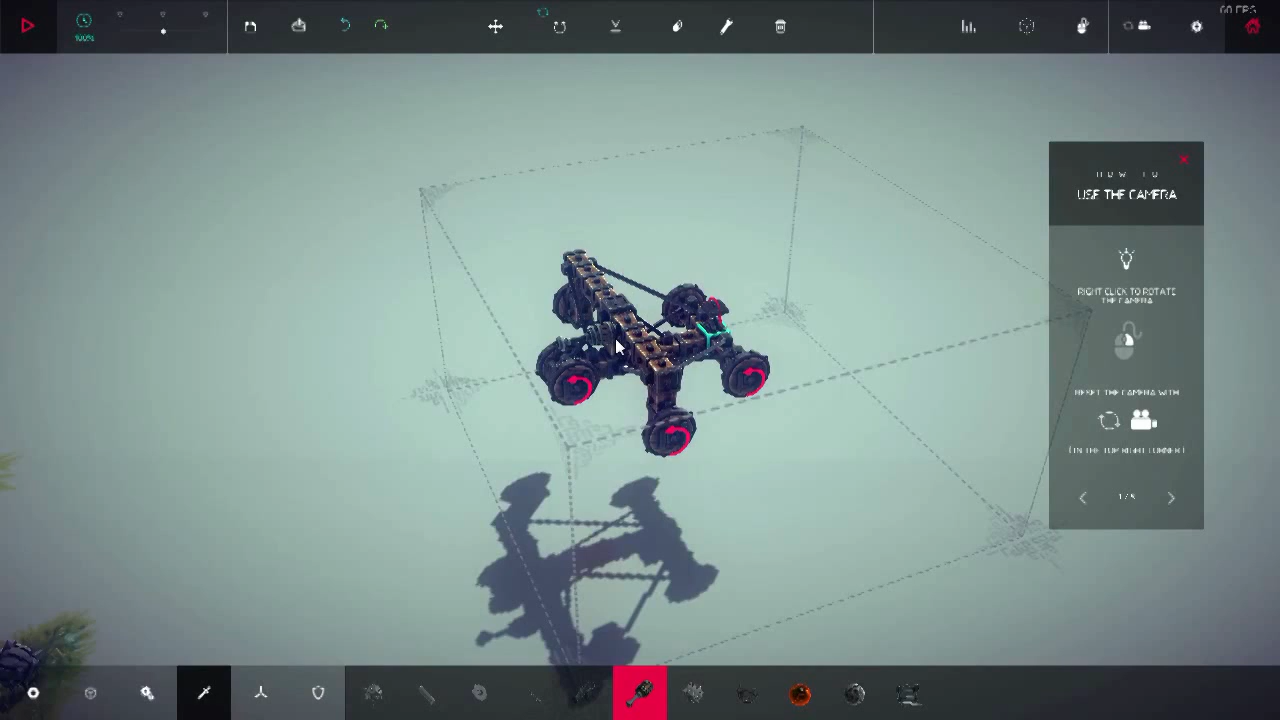 60 FPS
100%
HOW TO
USE THE CAMERA
RIGHT CLICK TO ROTATE
THE CAMERA
RESET THE CAMERA WITH
(IN THE TOP RIGHT CORNER)